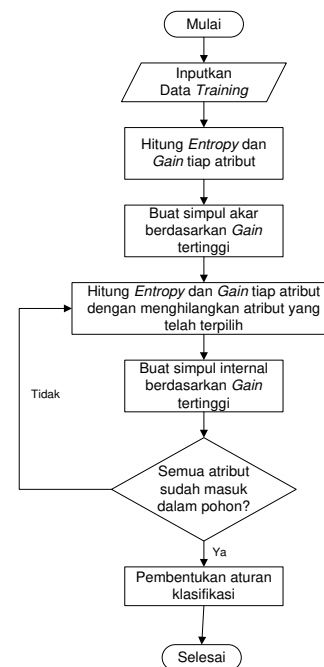 Mulai
Inputkan
Data Training
Hitung Entropy dan
Gain tiap atribut
Buat simpul akar
berdasarkan Gain
tertinggi
Hitung Entropy dan Gain tiap atribut
dengan menghilangkan atribut yang
telah terpilih
Buat simpul internal
berdasarkan Gain
tertinggi
Tidak
Semua atribut
sudah masuk
dalam pohon?
Ya
Pembentukan aturan
klasifikasi
Selesai